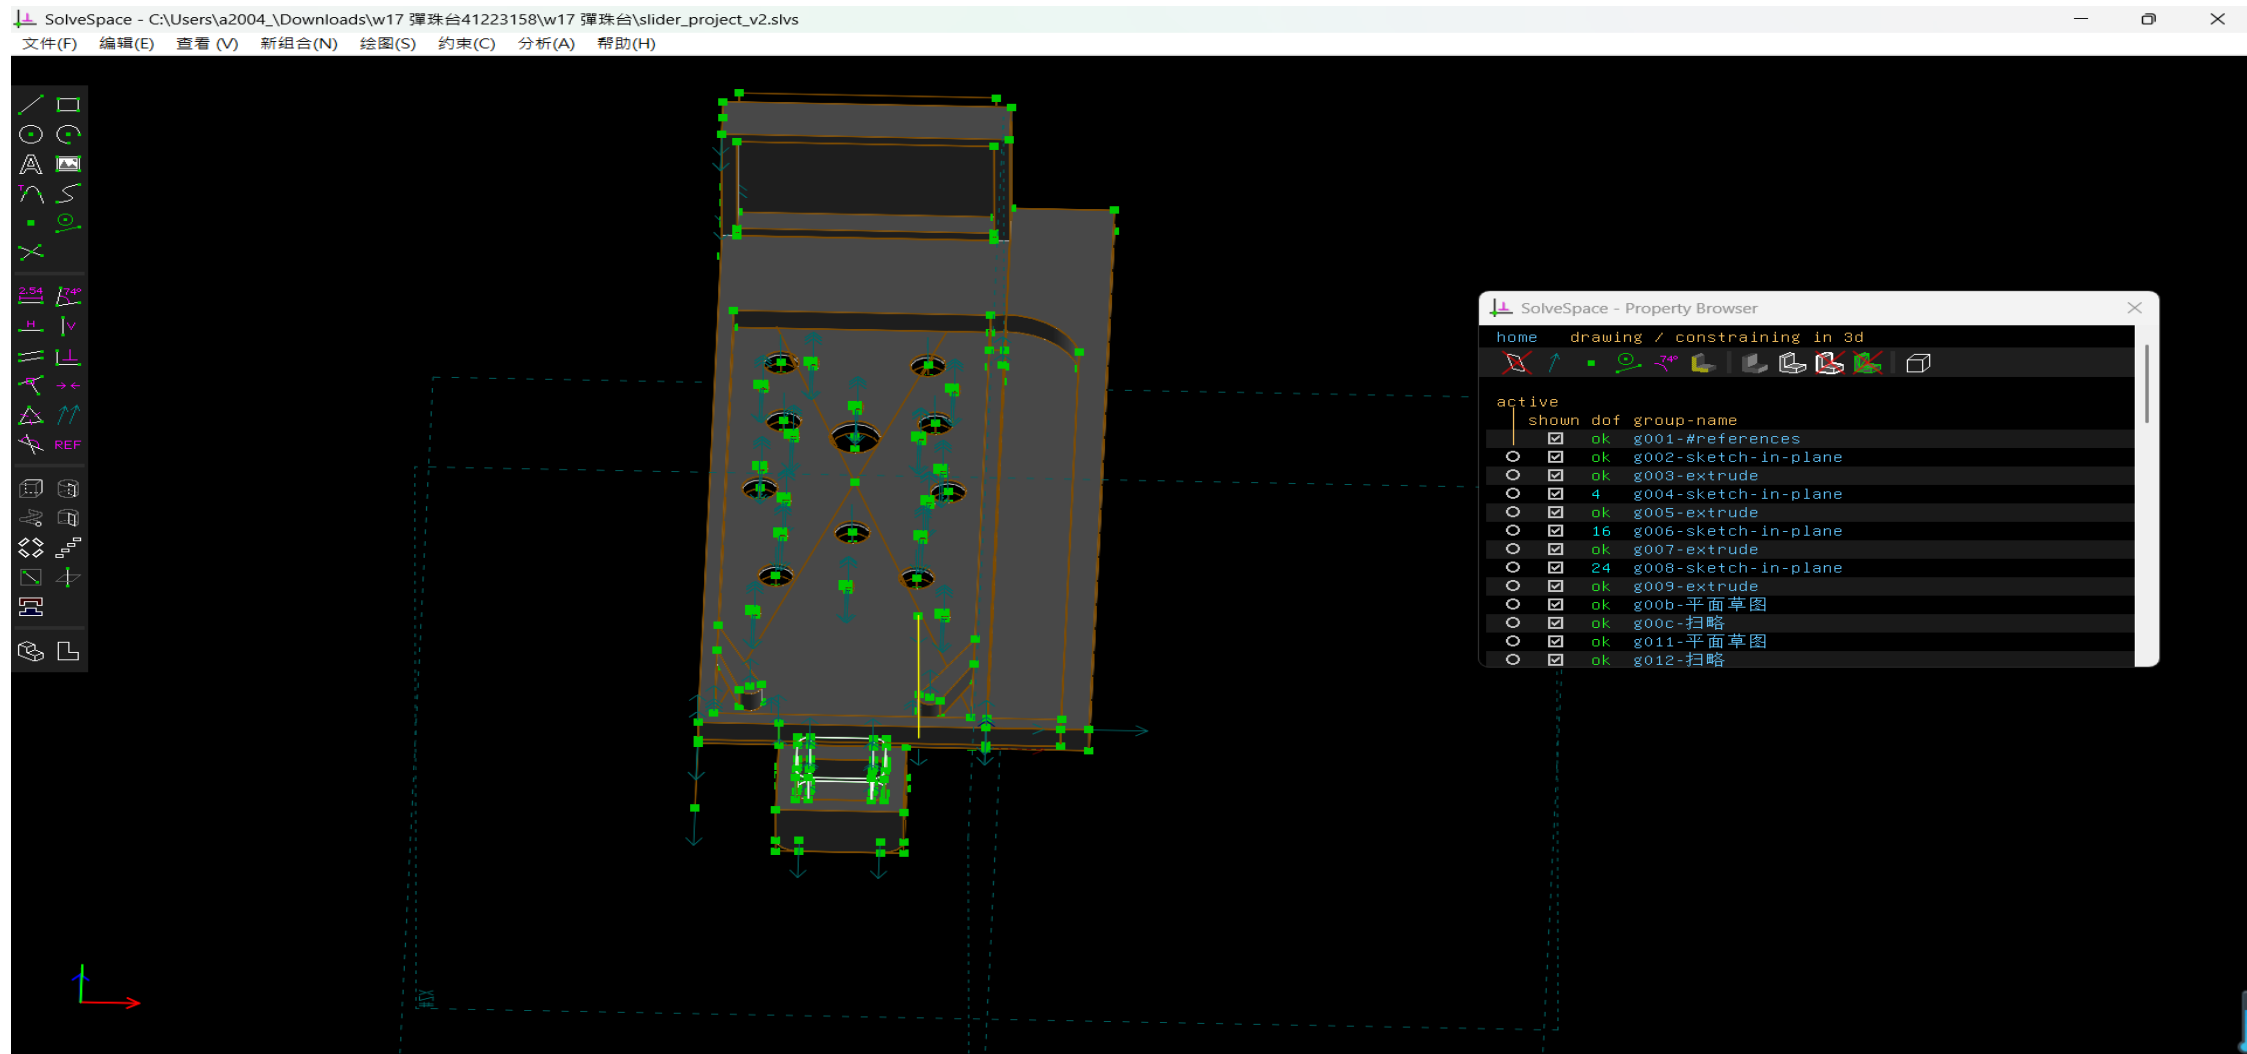 SolveSpace - C:\Users\a2004_\Downloads\w17 彈珠台41223158\w17 彈珠台\slider_project_v2.slvs
文件(F) 编辑(E) 查看 (V) 新组合(N) 绘图(S) 约束(C) 分析(A) 帮助(H)
A
T
2.54 74°
H V
REF
SolveSpace - Property Browser
home drawing / constraining in 3d
74°
active
shown dof group-name
ok g001-#references
ok g002-sketch-in-plane
ok g003-extrude
4 g004-sketch-in-plane
ok g005-extrude
16 g006-sketch-in-plane
ok g007-extrude
24 g008-sketch-in-plane
ok g009-extrude
ok g00b-平面草图
ok g00c-扫略
ok g011-平面草图
ok g012-扫略